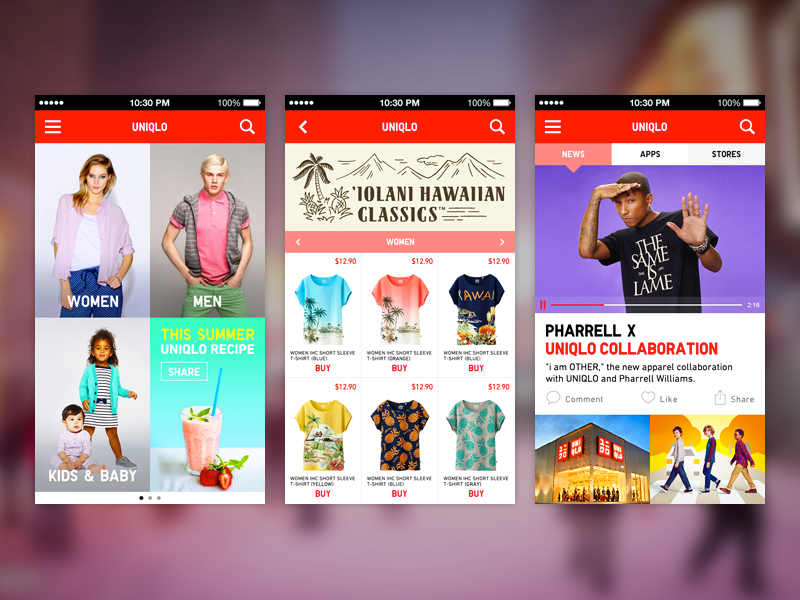 10:30 PM
100%
UNIQLO
WOMEN
MEN
KIDS & BABY
THIS SUMMER
UNIQLO RECIPE
SHARE
10:30 PM
100%
UNIQLO
'IOLANI HAWAIIAN
CLASSICS™
WOMEN
$12.90
$12.90
$12.90
WOMEN IHC SHORT SLEEVE
T-SHIRT (BLUE)
BUY
WOMEN IHC SHORT SLEEVE
T-SHIRT (ORANGE)
BUY
WOMEN IHC SHORT SLEEVE
T-SHIRT (BLUE)
BUY
$12.90
$12.90
$12.90
WOMEN IHC SHORT SLEEVE
T-SHIRT (YELLOW)
BUY
WOMEN IHC SHORT SLEEVE
T-SHIRT (BLUE)
BUY
WOMEN IHC SHORT SLEEVE
T-SHIRT (GRAY)
BUY
10:30 PM
100%
UNIQLO
NEWS
APPS
STORES
THE
SAME
IS
LAME
2:18
PHARRELL X
UNIQLO COLLABORATION
"i am OTHER," the new apparel collaboration
with UNIQLO and Pharrell Williams.
Comment
Like
Share
UNI
QLO